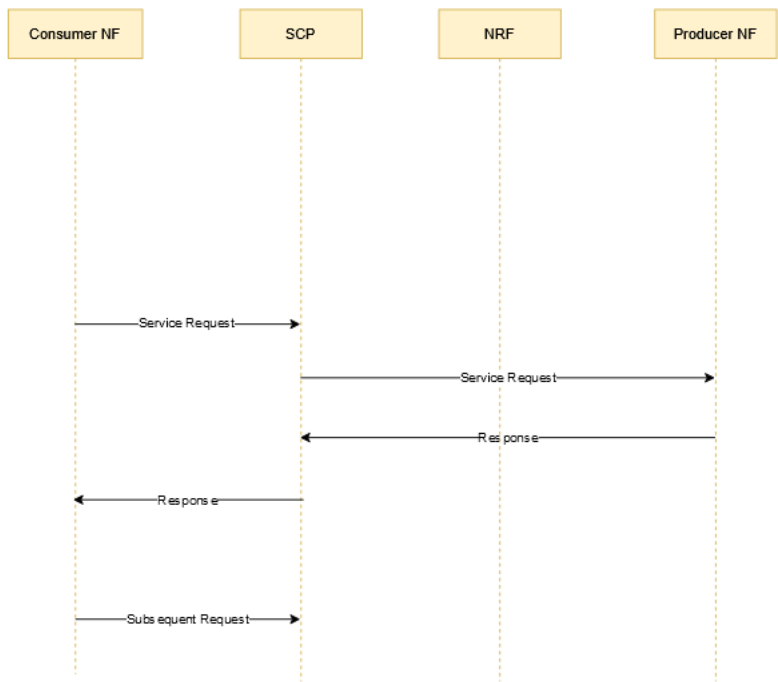 Consumer NF
SCP
NRF
Producer NF
Service Request
Service Request
Response
Response
Subsequent Request